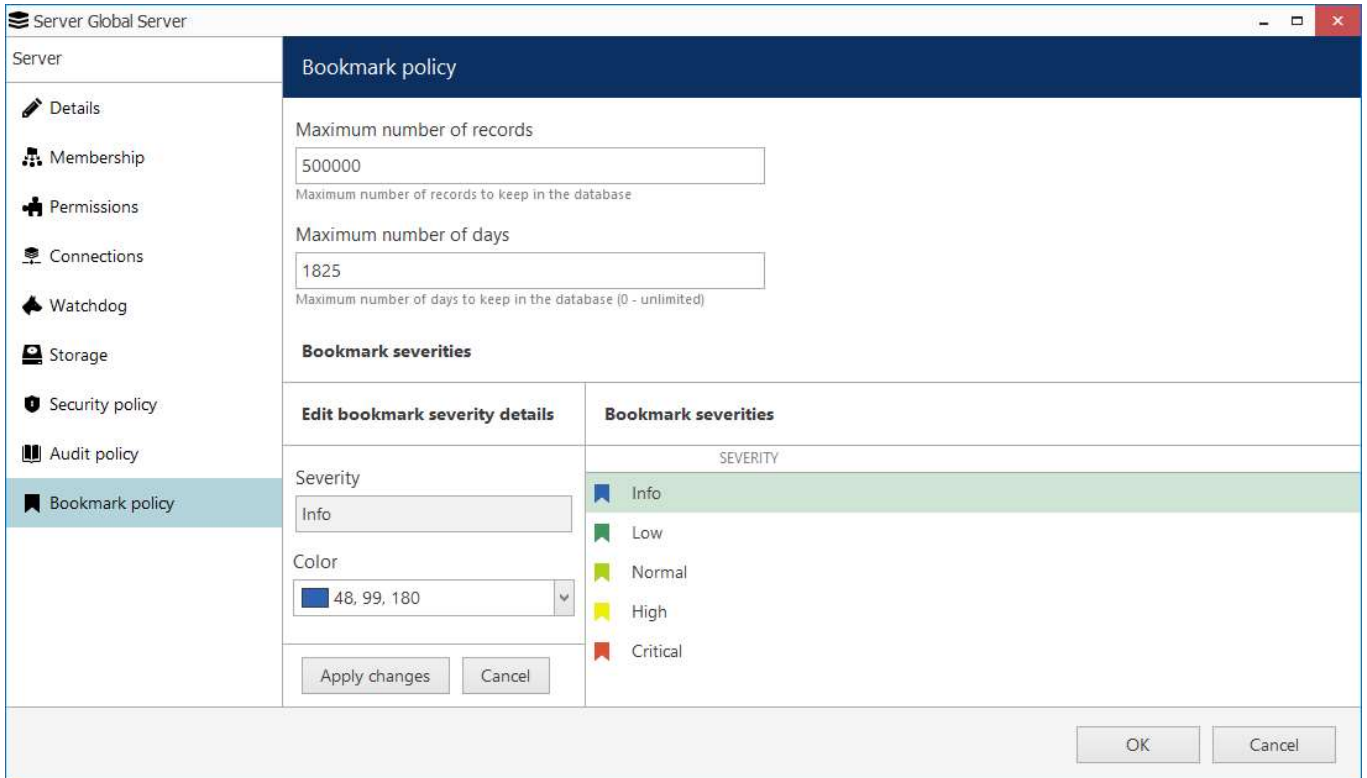 Server Global Server
Server
Details
Membership
Permissions
Connections
Watchdog
Storage
Security policy
Audit policy
Bookmark policy
Bookmark policy
Maximum number of records
500000
Maximum number of records to keep in the database
Maximum number of days
1825
Maximum number of days to keep in the database (0 - unlimited)
Bookmark severities
Edit bookmark severity details
Severity
Info
Color
48, 99, 180
Apply changes
Cancel
Bookmark severities
SEVERITY
Info
Low
Normal
High
Critical
OK
Cancel